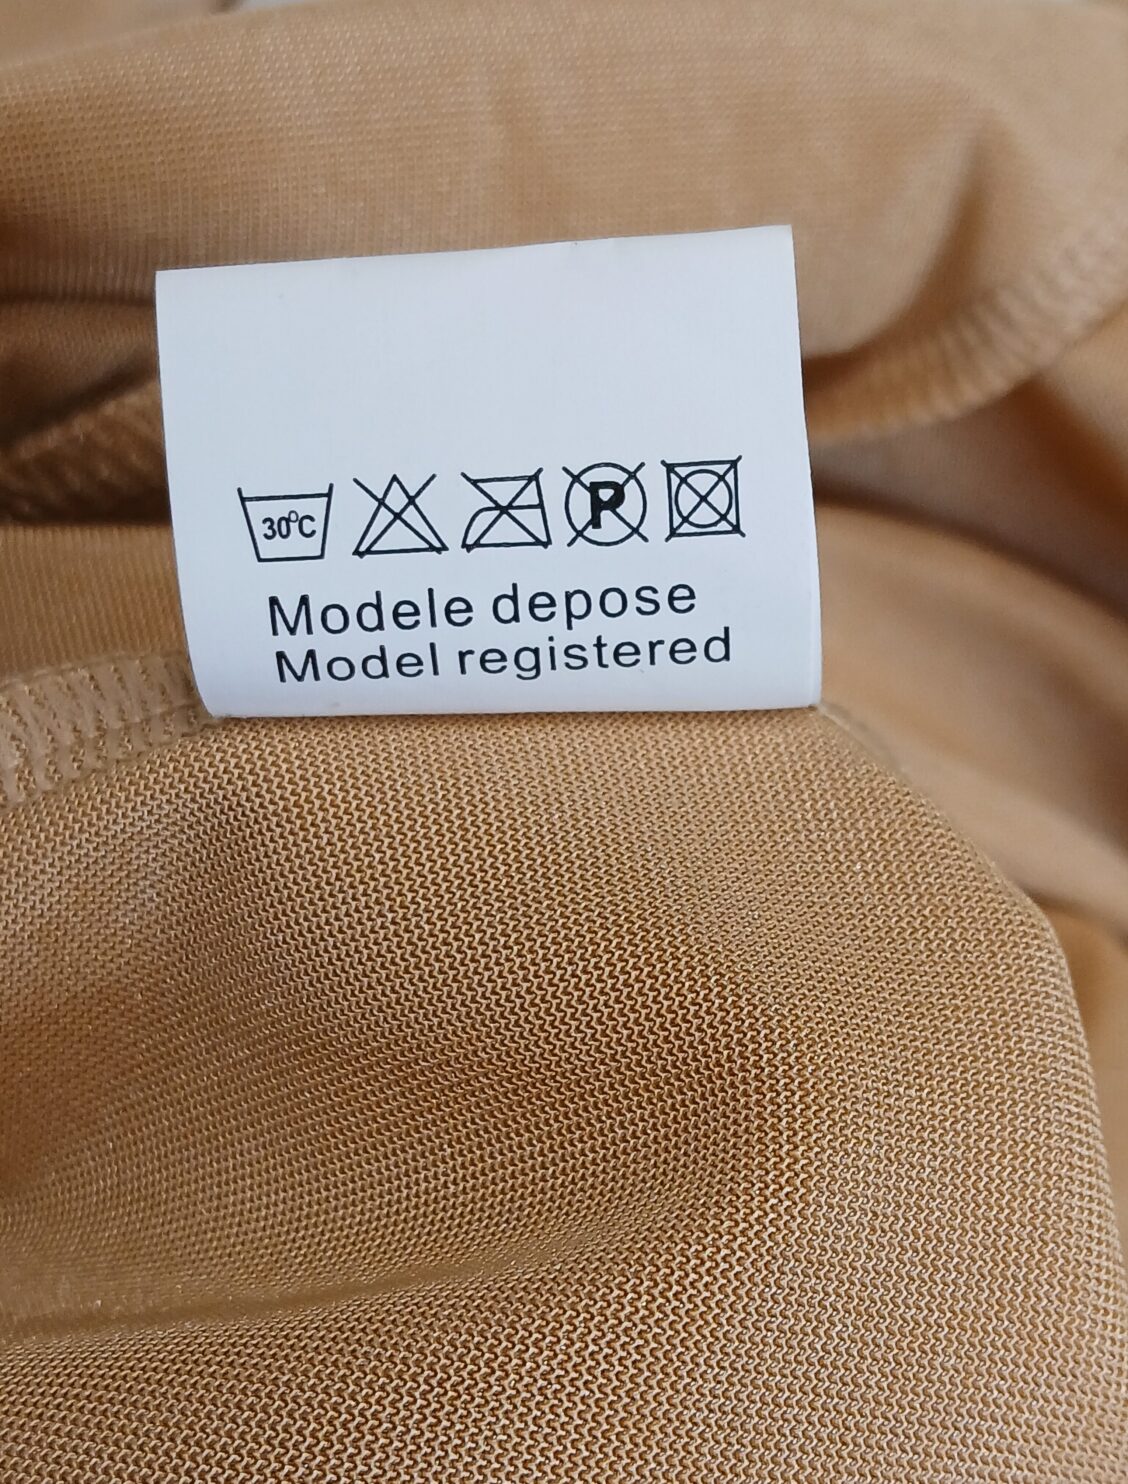 30°C P
Modele depose
Model registered